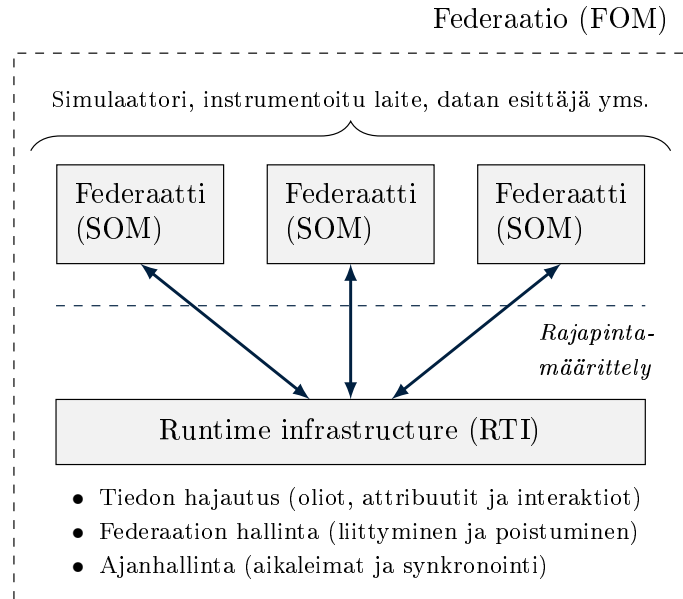 Federaatio (FOM)
Simulaattori, instrumentoitu laite, datan esittäjä yms.
Federaatti
(SOM)
Federaatti
(SOM)
Federaatti
(SOM)
Rajapinta-
määrittely
Runtime infrastructure (RTI)
• Tiedon hajautus (oliot, attribuutit ja interaktiot)
• Federaation hallinta (liittyminen ja poistuminen)
• Ajanhallinta (aikaleimat ja synkronointi)